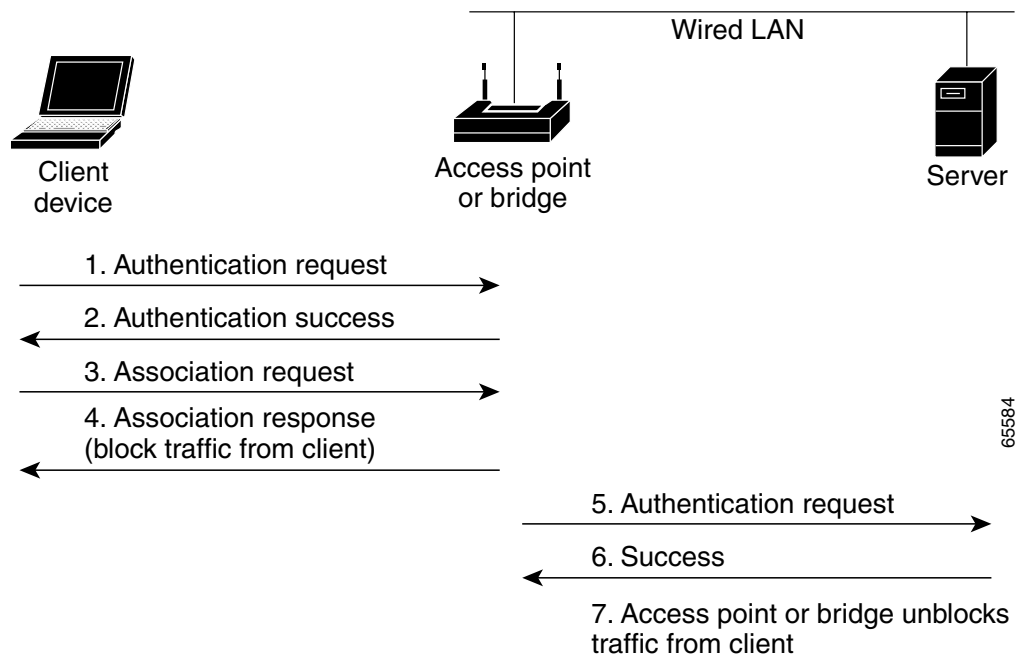 Wired LAN
Client
device
Access point
or bridge
Server
1. Authentication request
2. Authentication success
3. Association request
4. Association response
(block traffic from client)
65584
5. Authentication request
6. Success
7. Access point or bridge unblocks
traffic from client